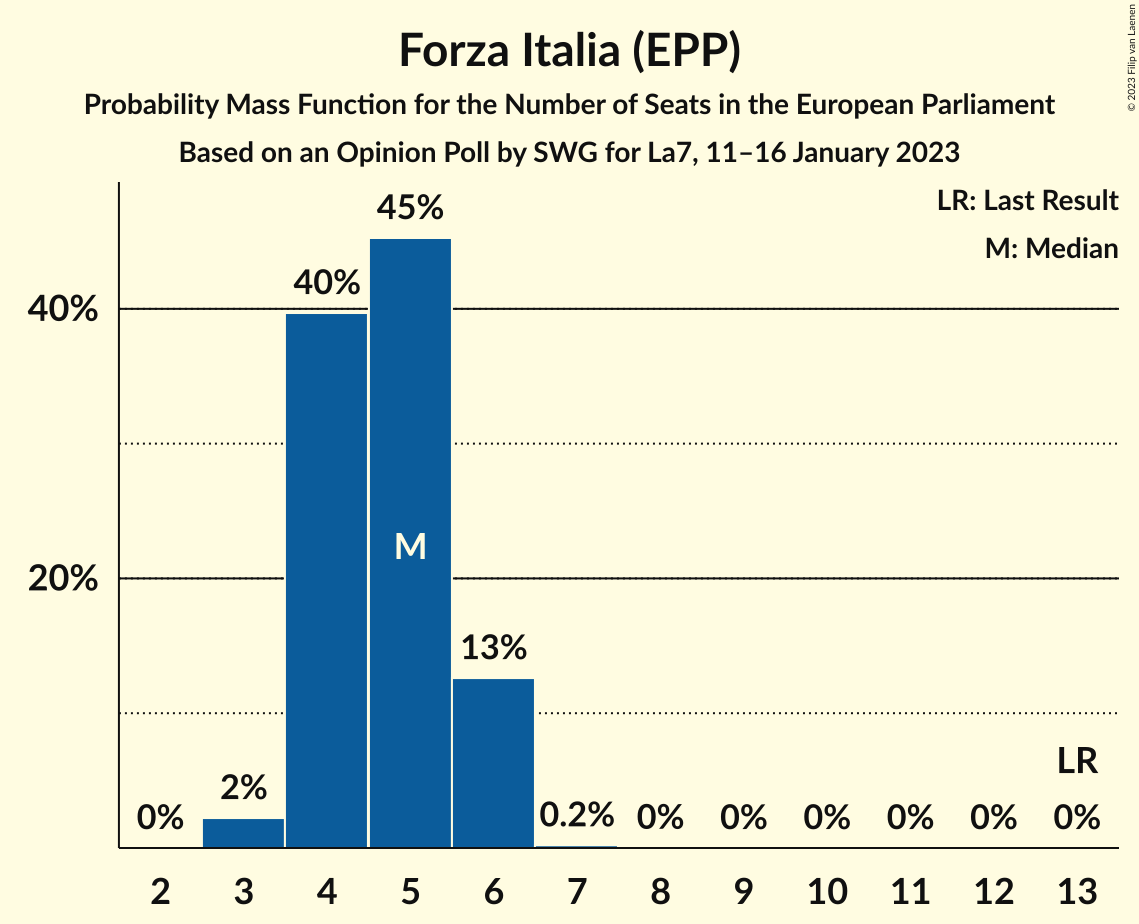 Forza Italia (EPP)
Probability Mass Function for the Number of Seats in the European Parliament
Based on an Opinion Poll by SWG for La7, 11–16 January 2023
© 2023 Filip van Laenen
LR: Last Result
M: Median
45%
40%
40%
M
20%
13%
LR
2%
0%
0.2%
0%
0%
0%
0%
0%
0%
2 3 4 5 6 7 8 9 10 11 12 13